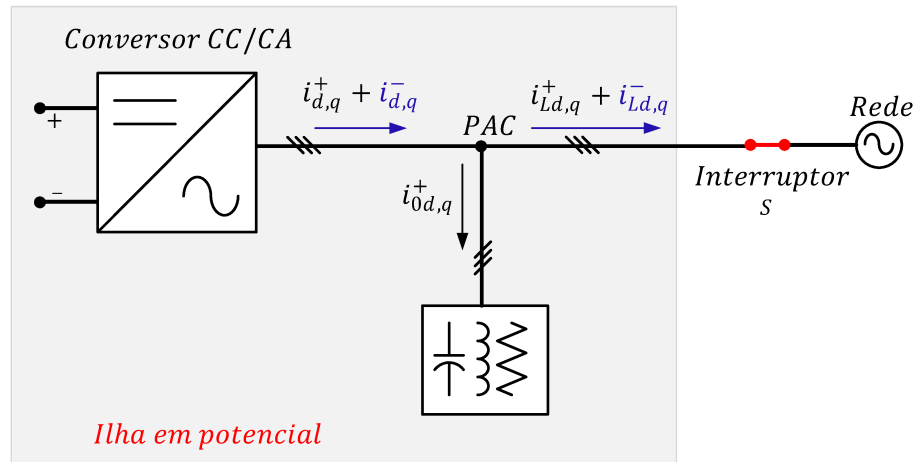 Conversor CC/CA
+
−
i⁺d,q + i⁻d,q
PAC
i⁺Ld,q + i⁻Ld,q
Rede
Interruptor
S
i⁺0d,q
Ilha em potencial